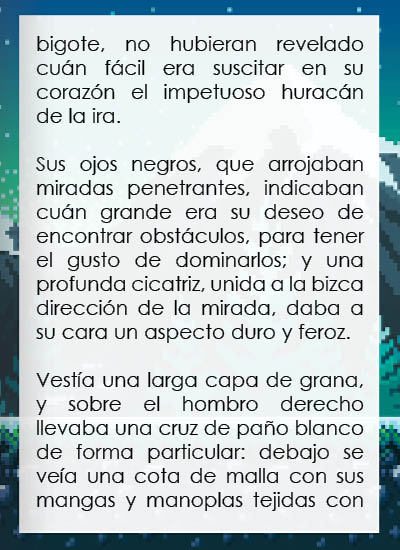 bigote, no hubieran revelado
cuán fácil era suscitar en su
corazón el impetuoso huracán
de la ira.
Sus ojos negros, que arrojaban
miradas penetrantes, indicaban
cuán grande era su deseo de
encontrar obstáculos, para tener
el gusto de dominarlos; y una
profunda cicatriz, unida a la bizca
dirección de la mirada, daba a
su cara un aspecto duro y feroz.
Vestía una larga capa de grana,
y sobre el hombro derecho
llevaba una cruz de paño blanco
de forma particular: debajo se
veía una cota de malla con sus
mangas y manoplas tejidas con